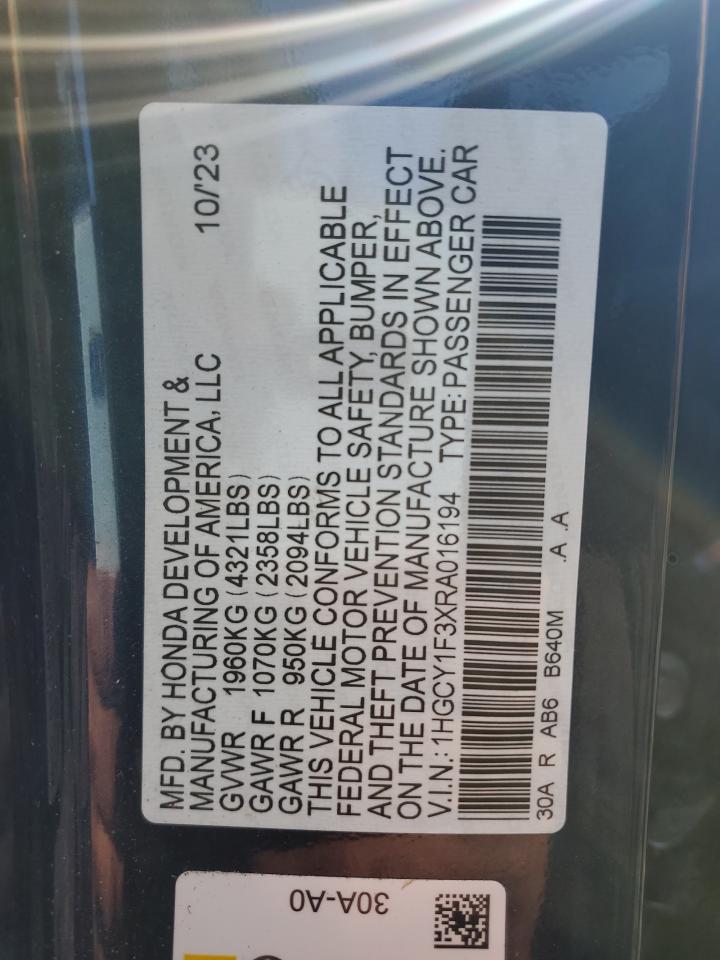 MFD. BY HONDA DEVELOPMENT &
MANUFACTURING OF AMERICA, LLC 10/'23
GVWR 1960KG (4321LBS)
GAWR F 1070KG (2358LBS)
GAWR R 950KG (2094LBS)
THIS VEHICLE CONFORMS TO ALL APPLICABLE
FEDERAL MOTOR VEHICLE SAFETY, BUMPER,
AND THEFT PREVENTION STANDARDS IN EFFECT
ON THE DATE OF MANUFACTURE SHOWN ABOVE.
V.I.N.: 1HGCY1F3XRA016194 TYPE: PASSENGER CAR
30A R AB6 B640M .A .A
30A-A0